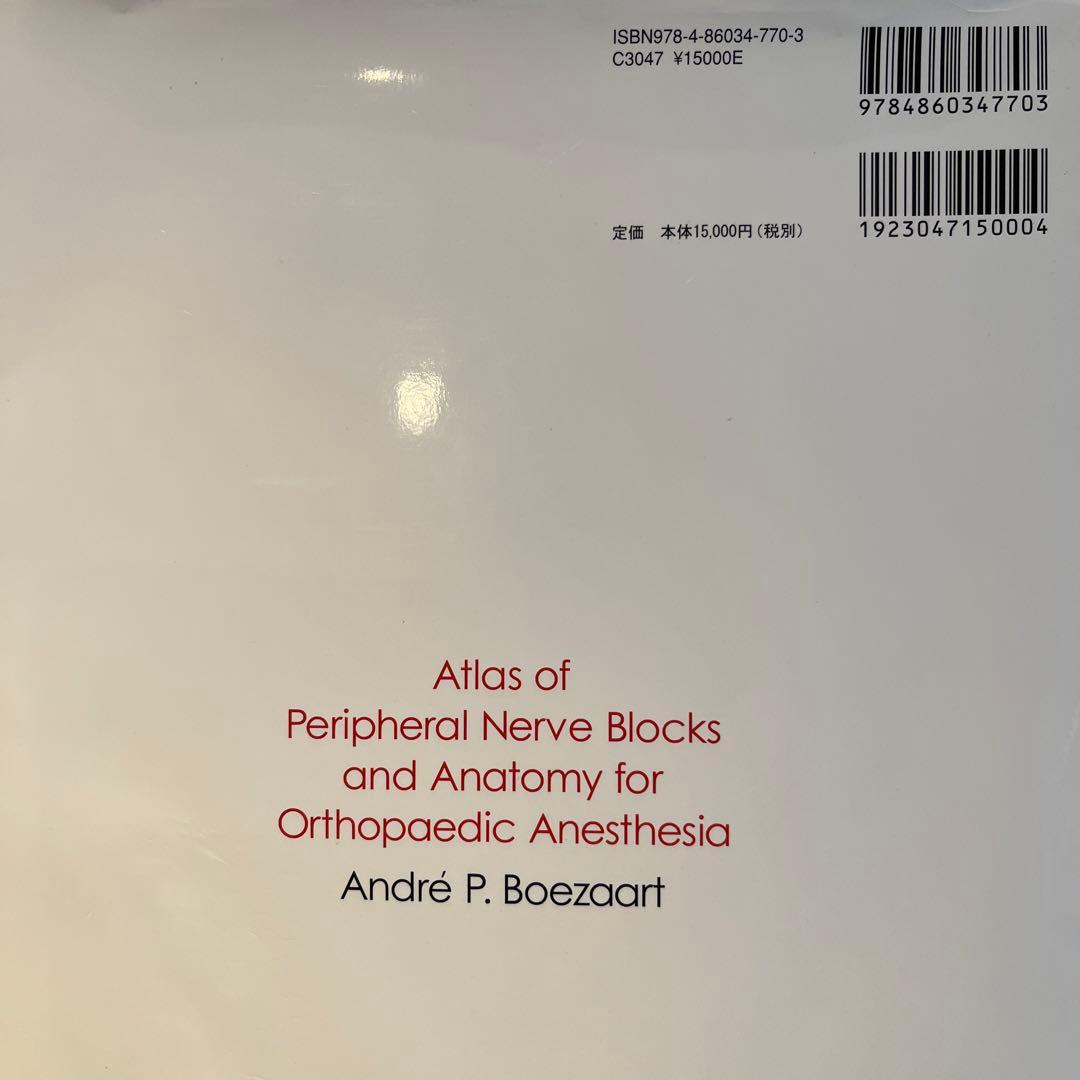 ISBN978-4-86034-770-3
C3047 ¥15000E
9784860347703
定価 本体15,000円(税別)
1923047150004
Atlas of
Peripheral Nerve Blocks
and Anatomy for
Orthopaedic Anesthesia
André P. Boezaart